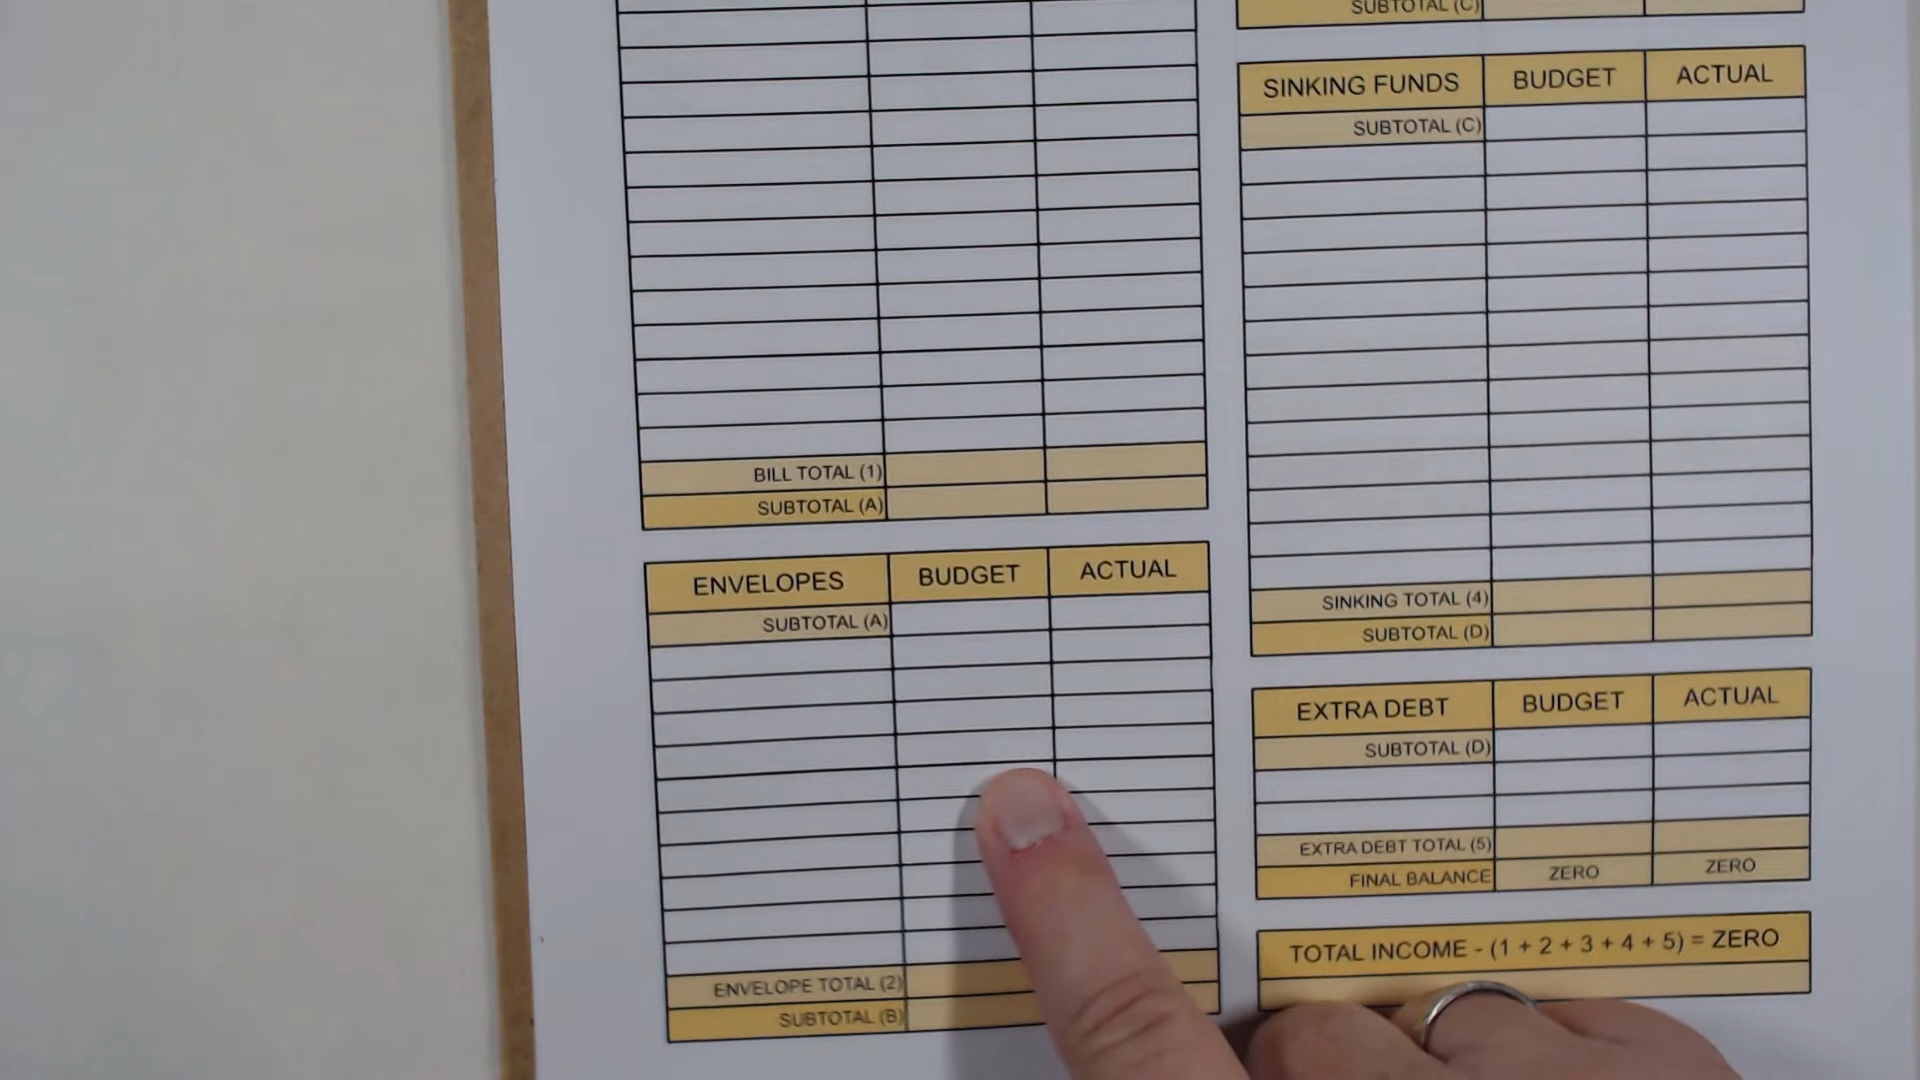 BILL TOTAL (1)
SUBTOTAL (A)
ENVELOPES BUDGET ACTUAL
SUBTOTAL (A)
ENVELOPE TOTAL (2)
SUBTOTAL (B)
SUBTOTAL (C)
SINKING FUNDS BUDGET ACTUAL
SUBTOTAL (C)
SINKING TOTAL (4)
SUBTOTAL (D)
EXTRA DEBT BUDGET ACTUAL
SUBTOTAL (D)
EXTRA DEBT TOTAL (5)
FINAL BALANCE ZERO ZERO
TOTAL INCOME - (1 + 2 + 3 + 4 + 5) = ZERO